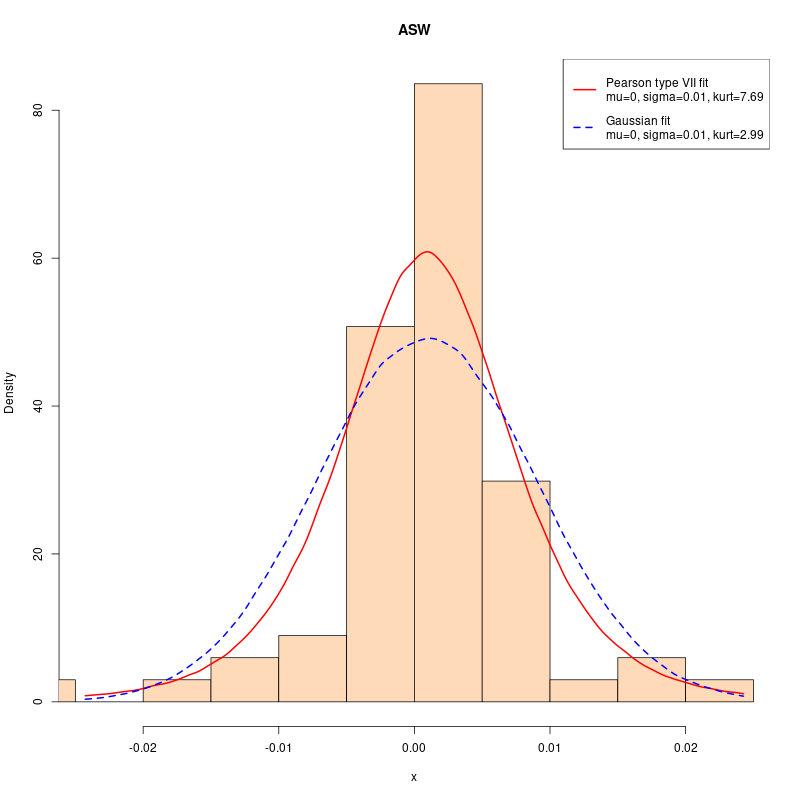 ASW
Pearson type VII fit
mu=0, sigma=0.01, kurt=7.69
Gaussian fit
mu=0, sigma=0.01, kurt=2.99
Density
80
60
40
20
0
-0.02
-0.01
0.00
0.01
0.02
x